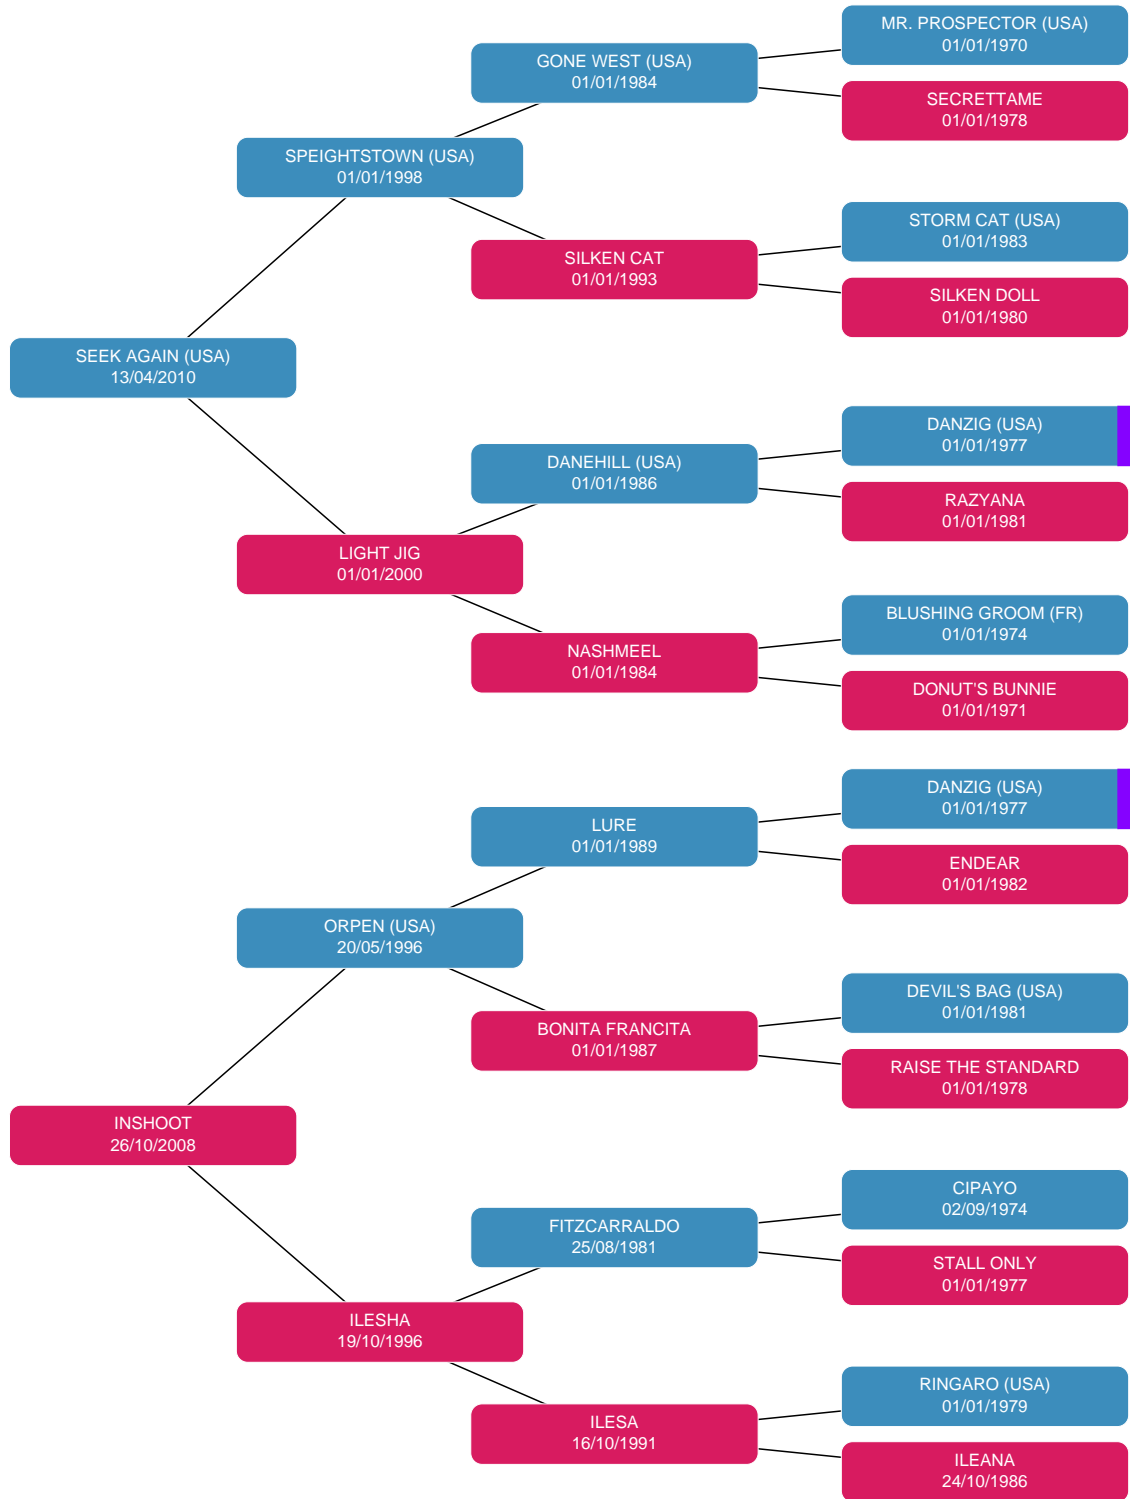 MR. PROSPECTOR (USA)
01/01/1970
GONE WEST (USA)
01/01/1984
SECRETTAME
01/01/1978
SPEIGHTSTOWN (USA)
01/01/1998
STORM CAT (USA)
01/01/1983
SILKEN CAT
01/01/1993
SILKEN DOLL
01/01/1980
SEEK AGAIN (USA)
13/04/2010
DANZIG (USA)
01/01/1977
DANEHILL (USA)
01/01/1986
RAZYANA
01/01/1981
LIGHT JIG
01/01/2000
BLUSHING GROOM (FR)
01/01/1974
NASHMEEL
01/01/1984
DONUT'S BUNNIE
01/01/1971
DANZIG (USA)
01/01/1977
LURE
01/01/1989
ENDEAR
01/01/1982
ORPEN (USA)
20/05/1996
DEVIL'S BAG (USA)
01/01/1981
BONITA FRANCITA
01/01/1987
RAISE THE STANDARD
01/01/1978
INSHOOT
26/10/2008
CIPAYO
02/09/1974
FITZCARRALDO
25/08/1981
STALL ONLY
01/01/1977
ILESHA
19/10/1996
RINGARO (USA)
01/01/1979
ILESA
16/10/1991
ILEANA
24/10/1986